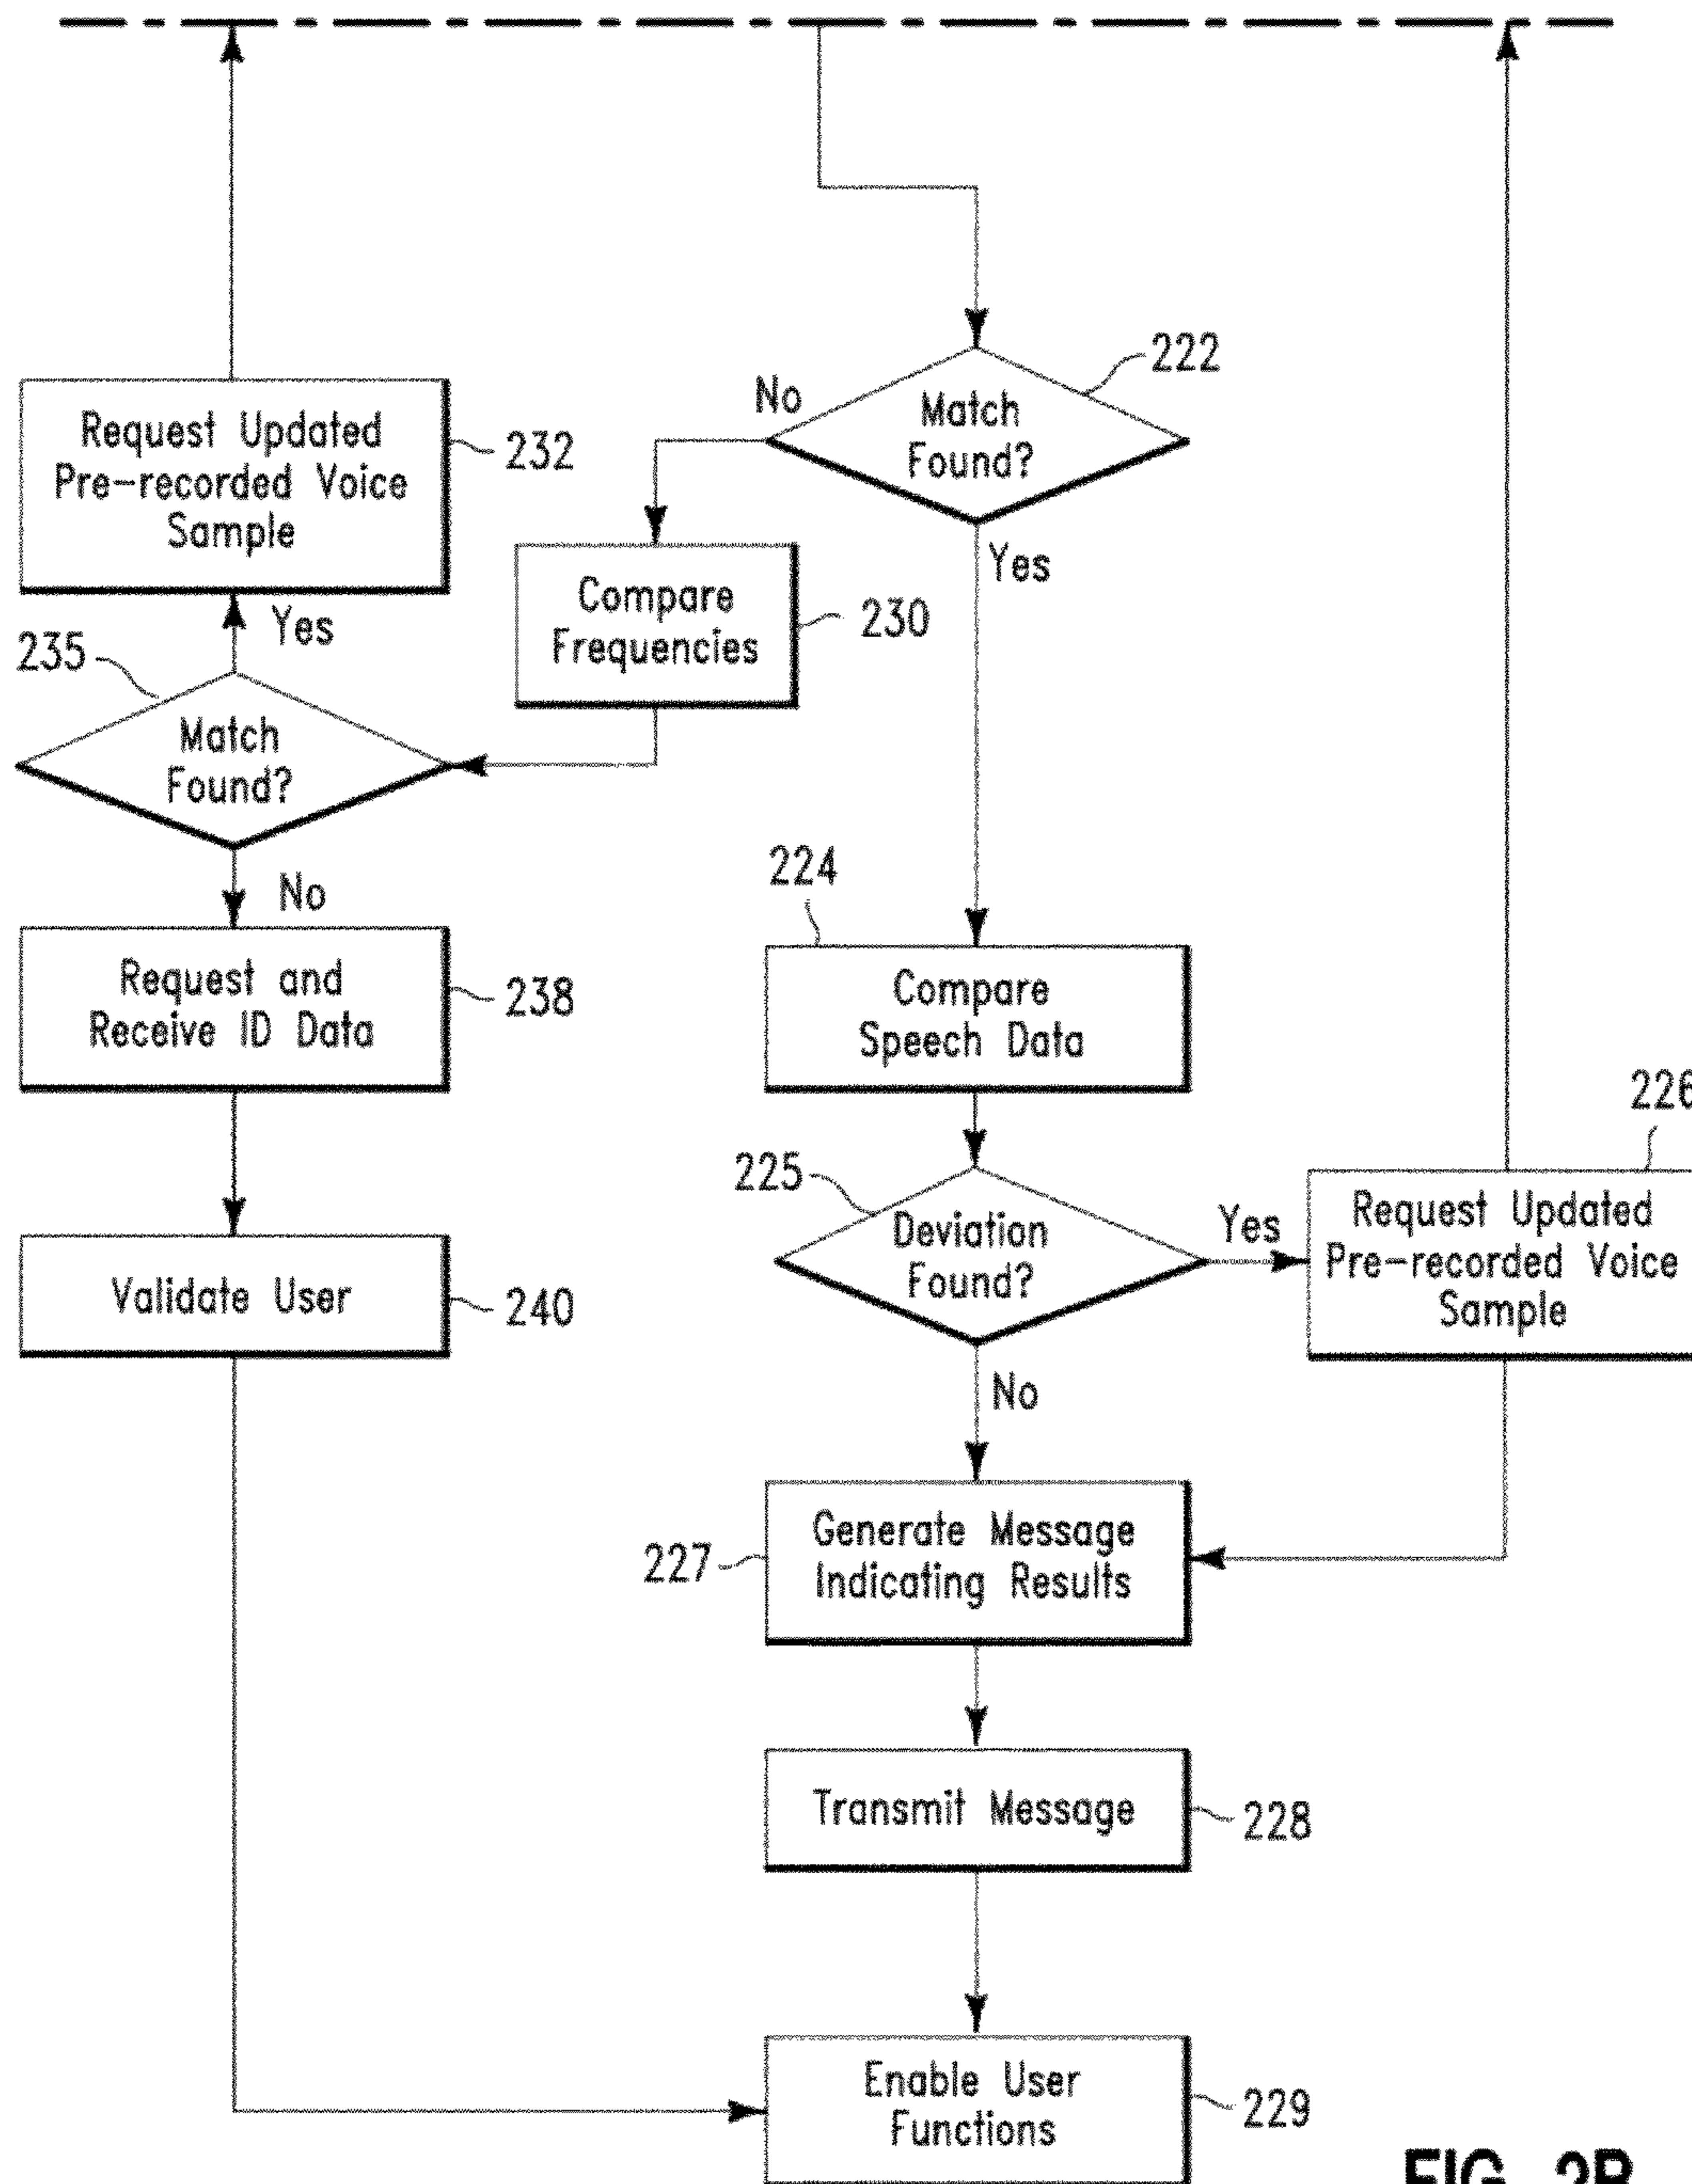 222
No
Match
Found?
Yes
Request Updated
Pre-recorded Voice
Sample
232
Compare
Frequencies
230
Yes
235
Match
Found?
No
224
Compare
Speech Data
Request and
Receive ID Data
238
226
225
Deviation
Found?
Yes
Request Updated
Pre-recorded Voice
Sample
Validate User
240
No
227
Generate Message
Indicating Results
Transmit Message
228
Enable User
Functions
229
FIG. 2B